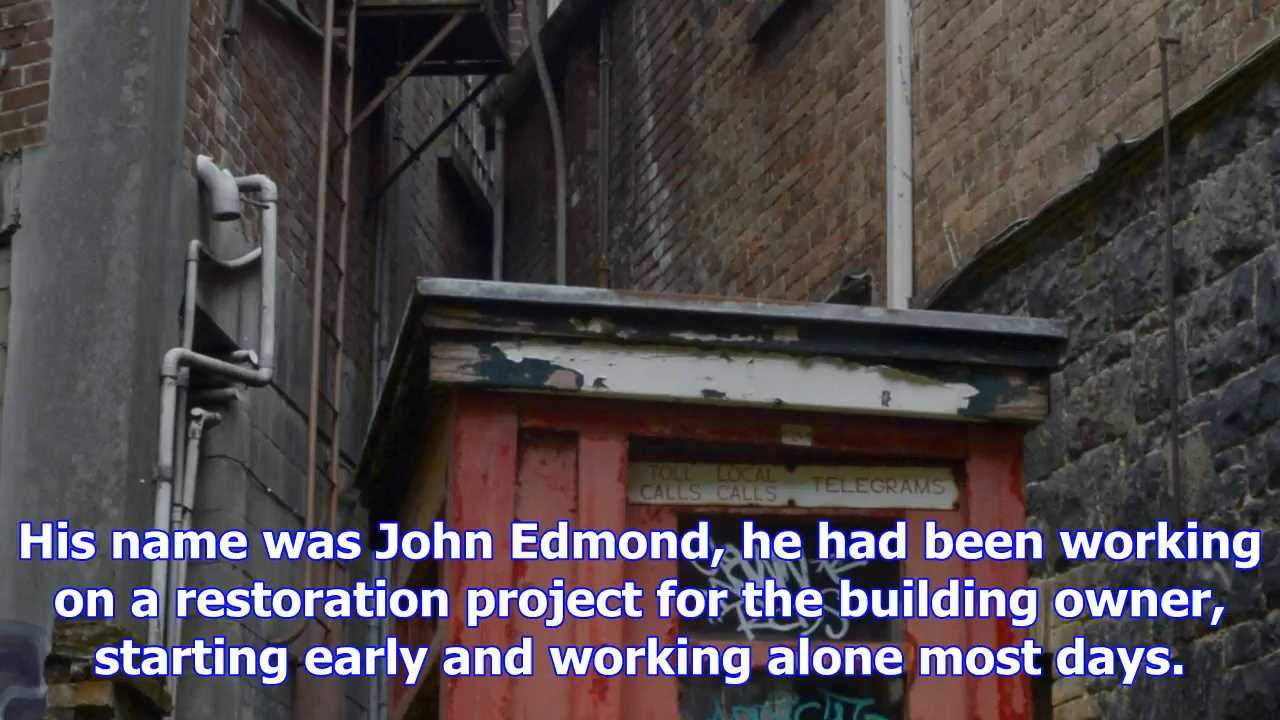 TOLL LOCAL
CALLS CALLS TELEGRAMS
His name was John Edmond, he had been working
on a restoration project for the building owner,
starting early and working alone most days.